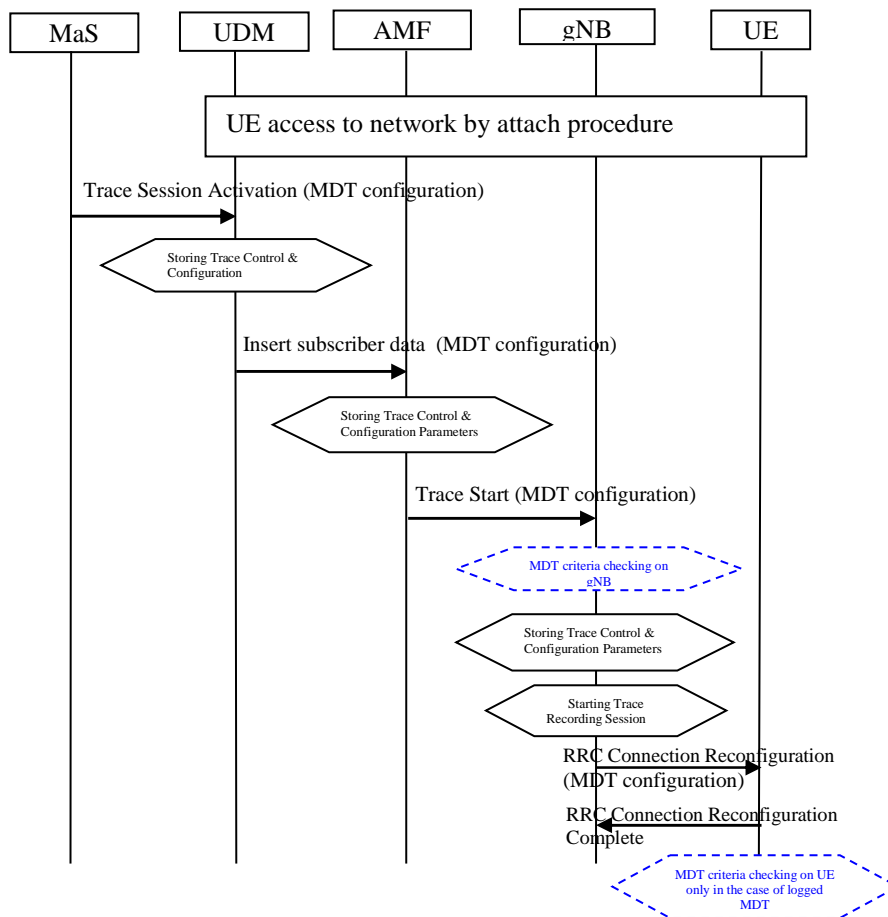 MaS
UDM
AMF
gNB
UE
UE access to network by attach procedure
Trace Session Activation (MDT configuration)
Storing Trace Control &
Configuration
Insert subscriber data (MDT configuration)
Storing Trace Control &
Configuration Parameters
Trace Start (MDT configuration)
MDT criteria checking on
gNB
Storing Trace Control &
Configuration Parameters
Starting Trace
Recording Session
RRC Connection Reconfiguration
(MDT configuration)
RRC Connection Reconfiguration
Complete
MDT criteria checking on UE
only in the case of logged
MDT